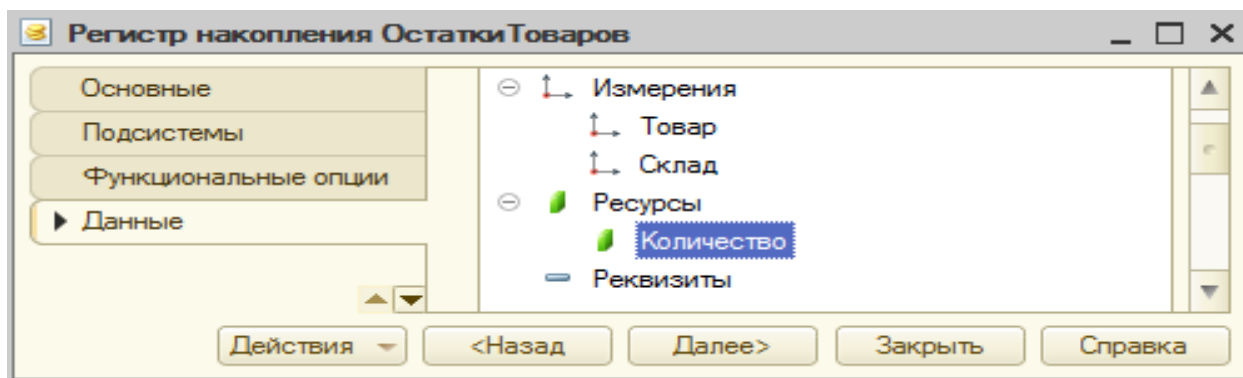 Регистр накопления ОстаткиТоваров
Основные
Подсистемы
Функциональные опции
Данные
Измерения
Товар
Склад
Ресурсы
Количество
Реквизиты
Действия
<Назад
Далее>
Закрыть
Справка